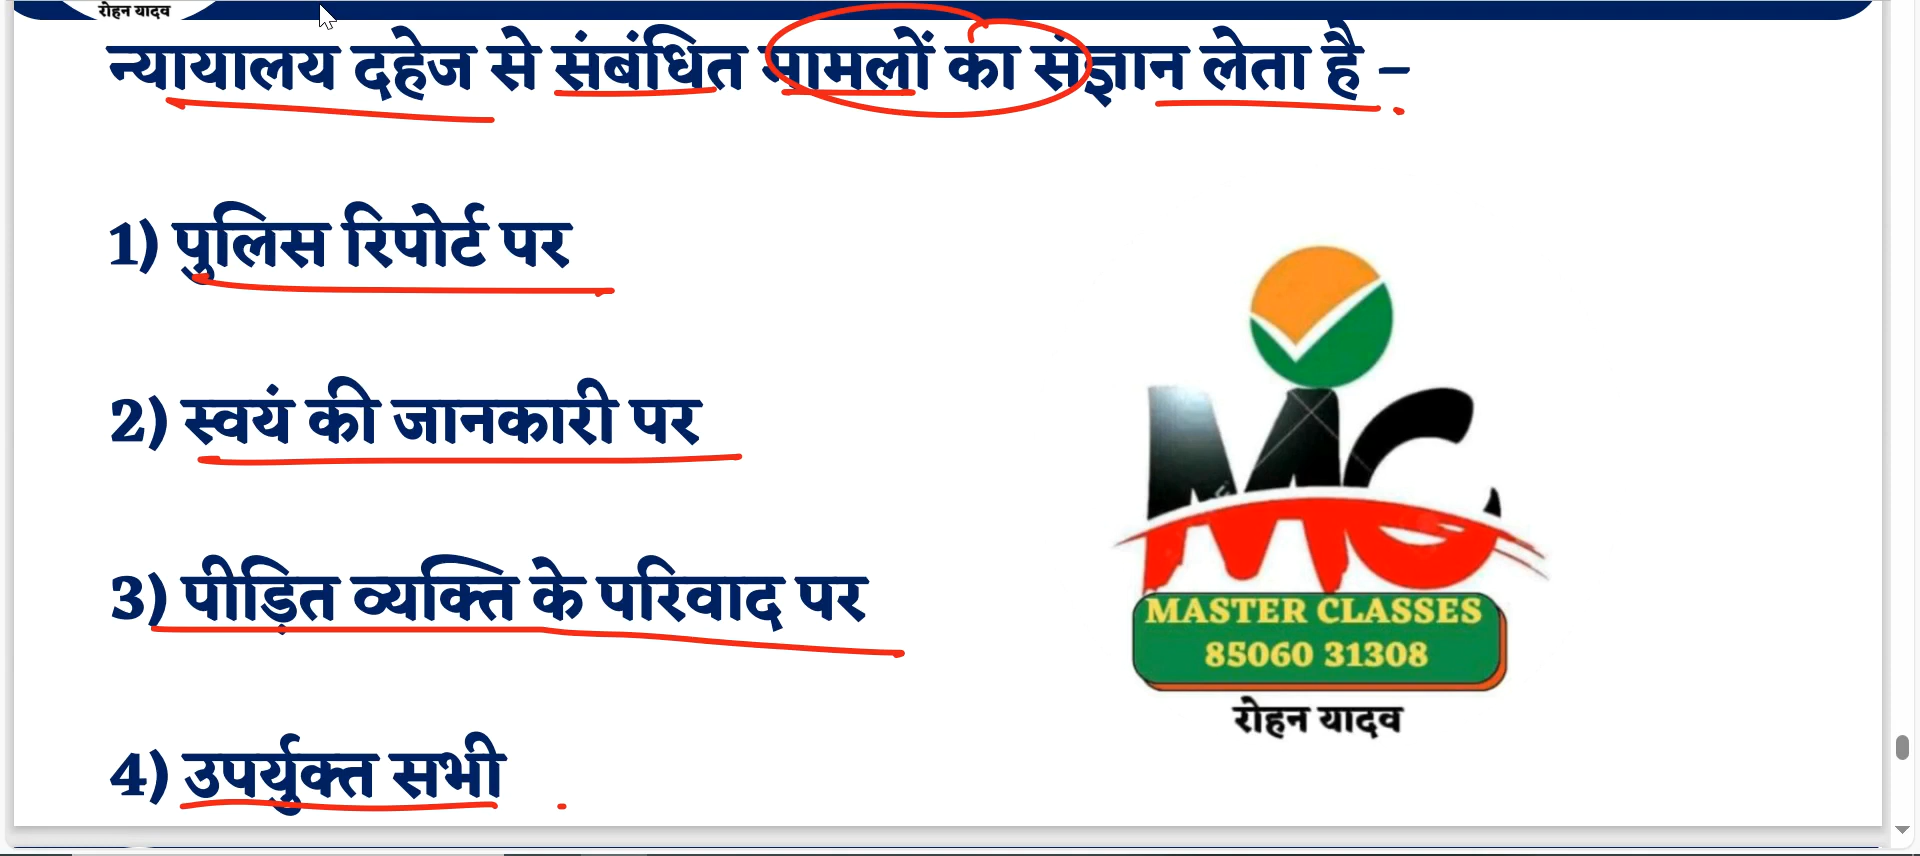 रोहन यादव
न्यायालय दहेज से संबंधित मामलों का संज्ञान लेता है –
1) पुलिस रिपोर्ट पर
2) स्वयं की जानकारी पर
3) पीड़ित व्यक्ति के परिवाद पर
4) उपर्युक्त सभी
MC
MASTER CLASSES
85060 31308
रोहन यादव